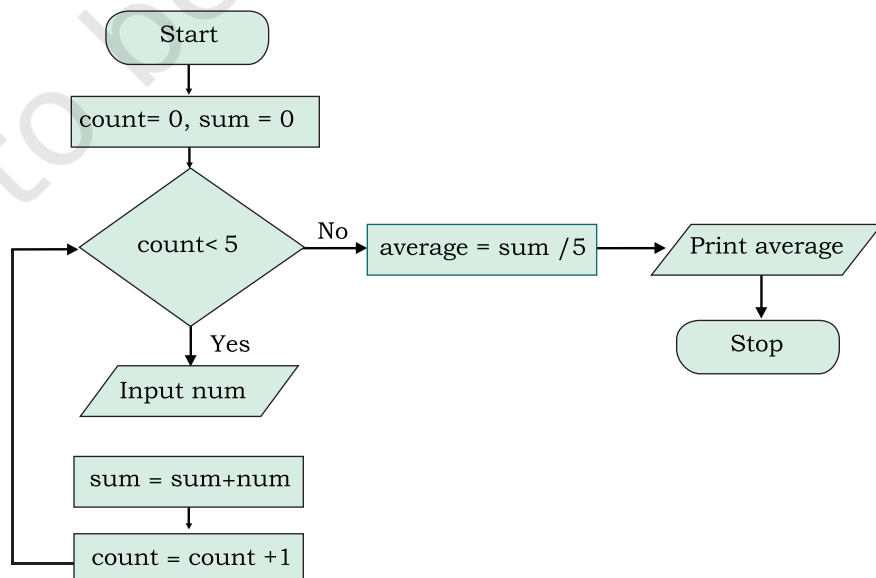 Start
count= 0, sum = 0
count< 5
No
average = sum /5
Print average
Stop
Yes
Input num
sum = sum+num
count = count +1
to b